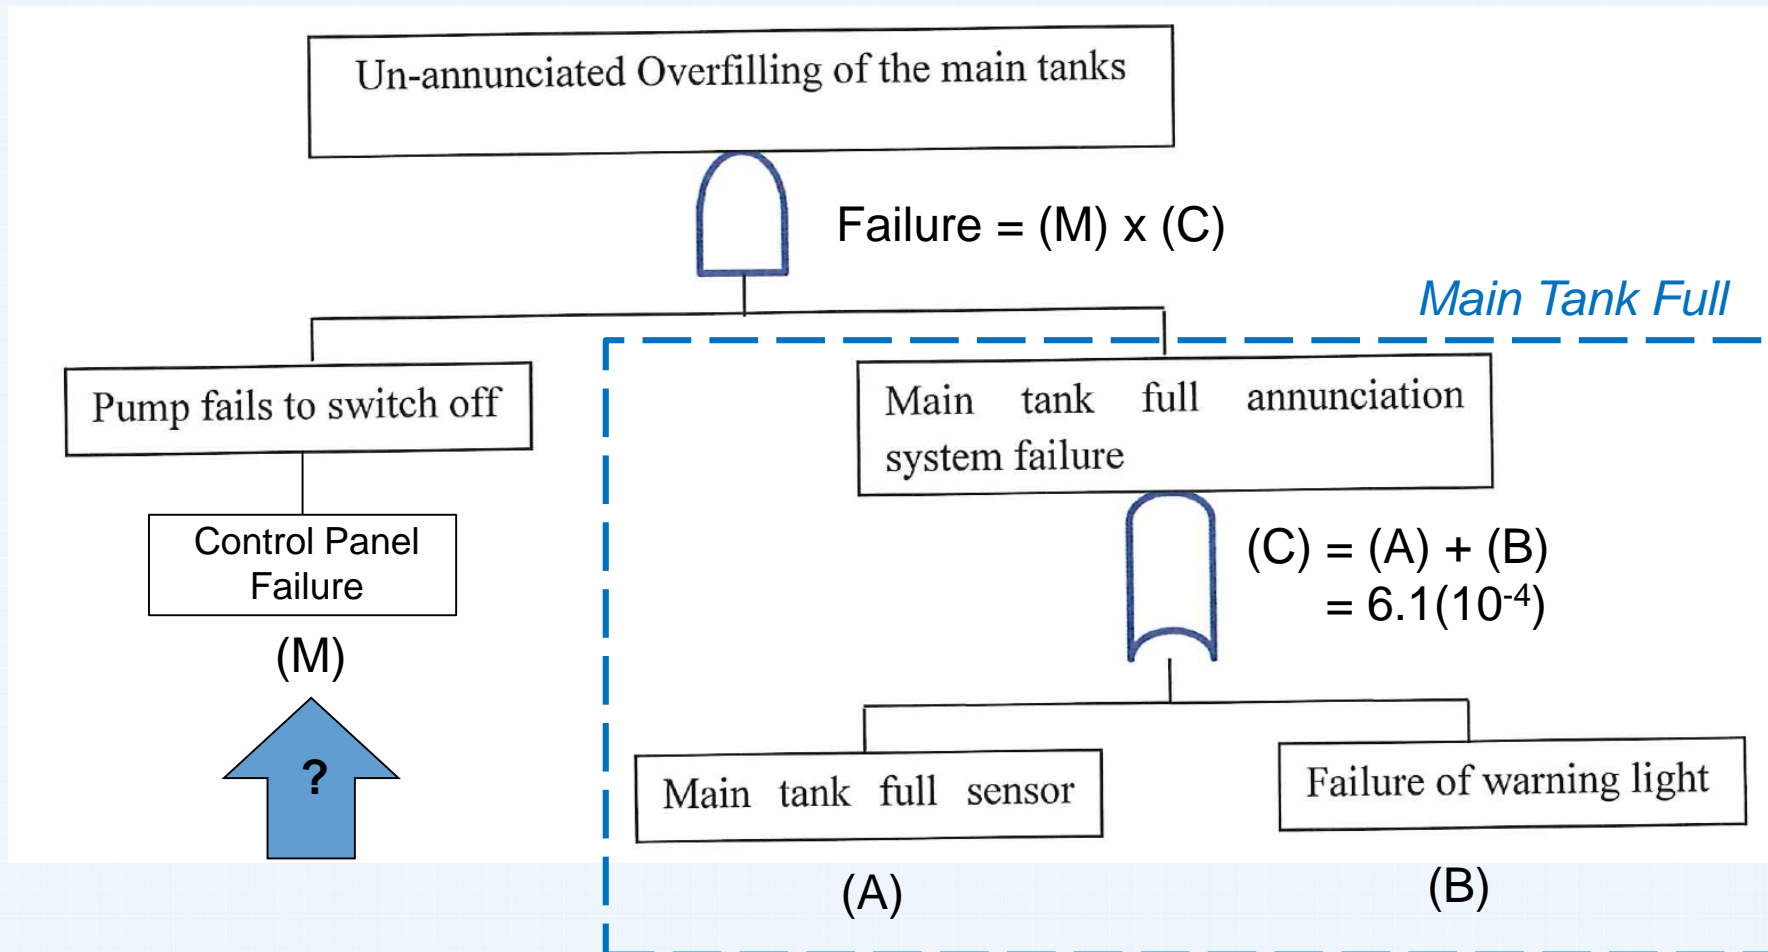 Un-annunciated Overfilling of the main tanks
Failure = (M) x (C)
Main Tank Full
Pump fails to switch off
Main tank full annunciation
system failure
Control Panel
Failure
(M)
?
(C) = (A) + (B)
= 6.1(10⁻⁴)
Main tank full sensor
Failure of warning light
(A)
(B)